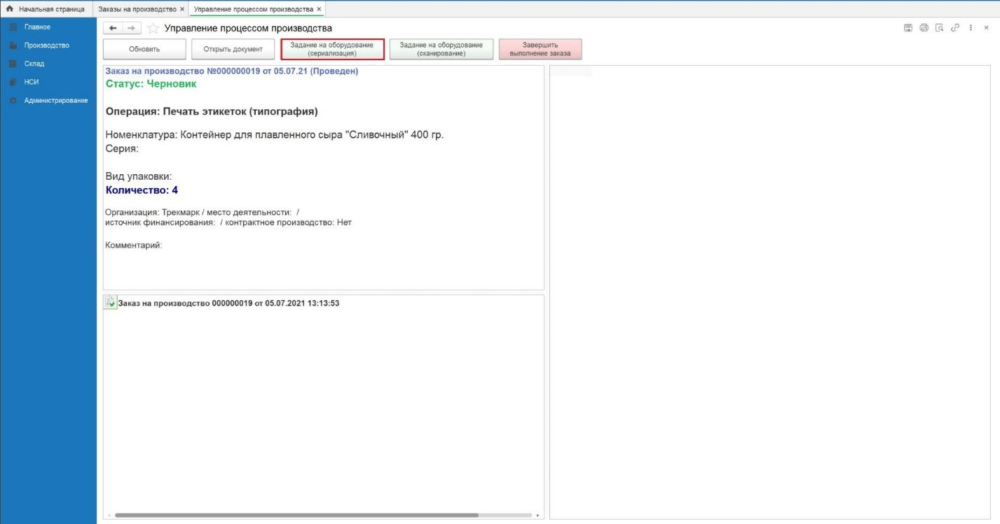 Начальная страница
Заказы на производство ×
Управление процессом производства ×
Главное
Производство
Склад
НСИ
Администрирование
Управление процессом производства
Обновить
Открыть документ
Задание на оборудование
(сериализация)
Задание на оборудование
(сканирование)
Завершить
выполнение заказа
Заказ на производство №000000019 от 05.07.21 (Проведен)
Статус: Черновик
Операция: Печать этикеток (типография)
Номенклатура: Контейнер для плавленного сыра "Сливочный" 400 гр.
Серия:
Вид упаковки:
Количество: 4
Организация: Трекмарк / место деятельности: /
источник финансирования: / контрактное производство: Нет
Комментарий:
Заказ на производство 000000019 от 05.07.2021 13:13:53